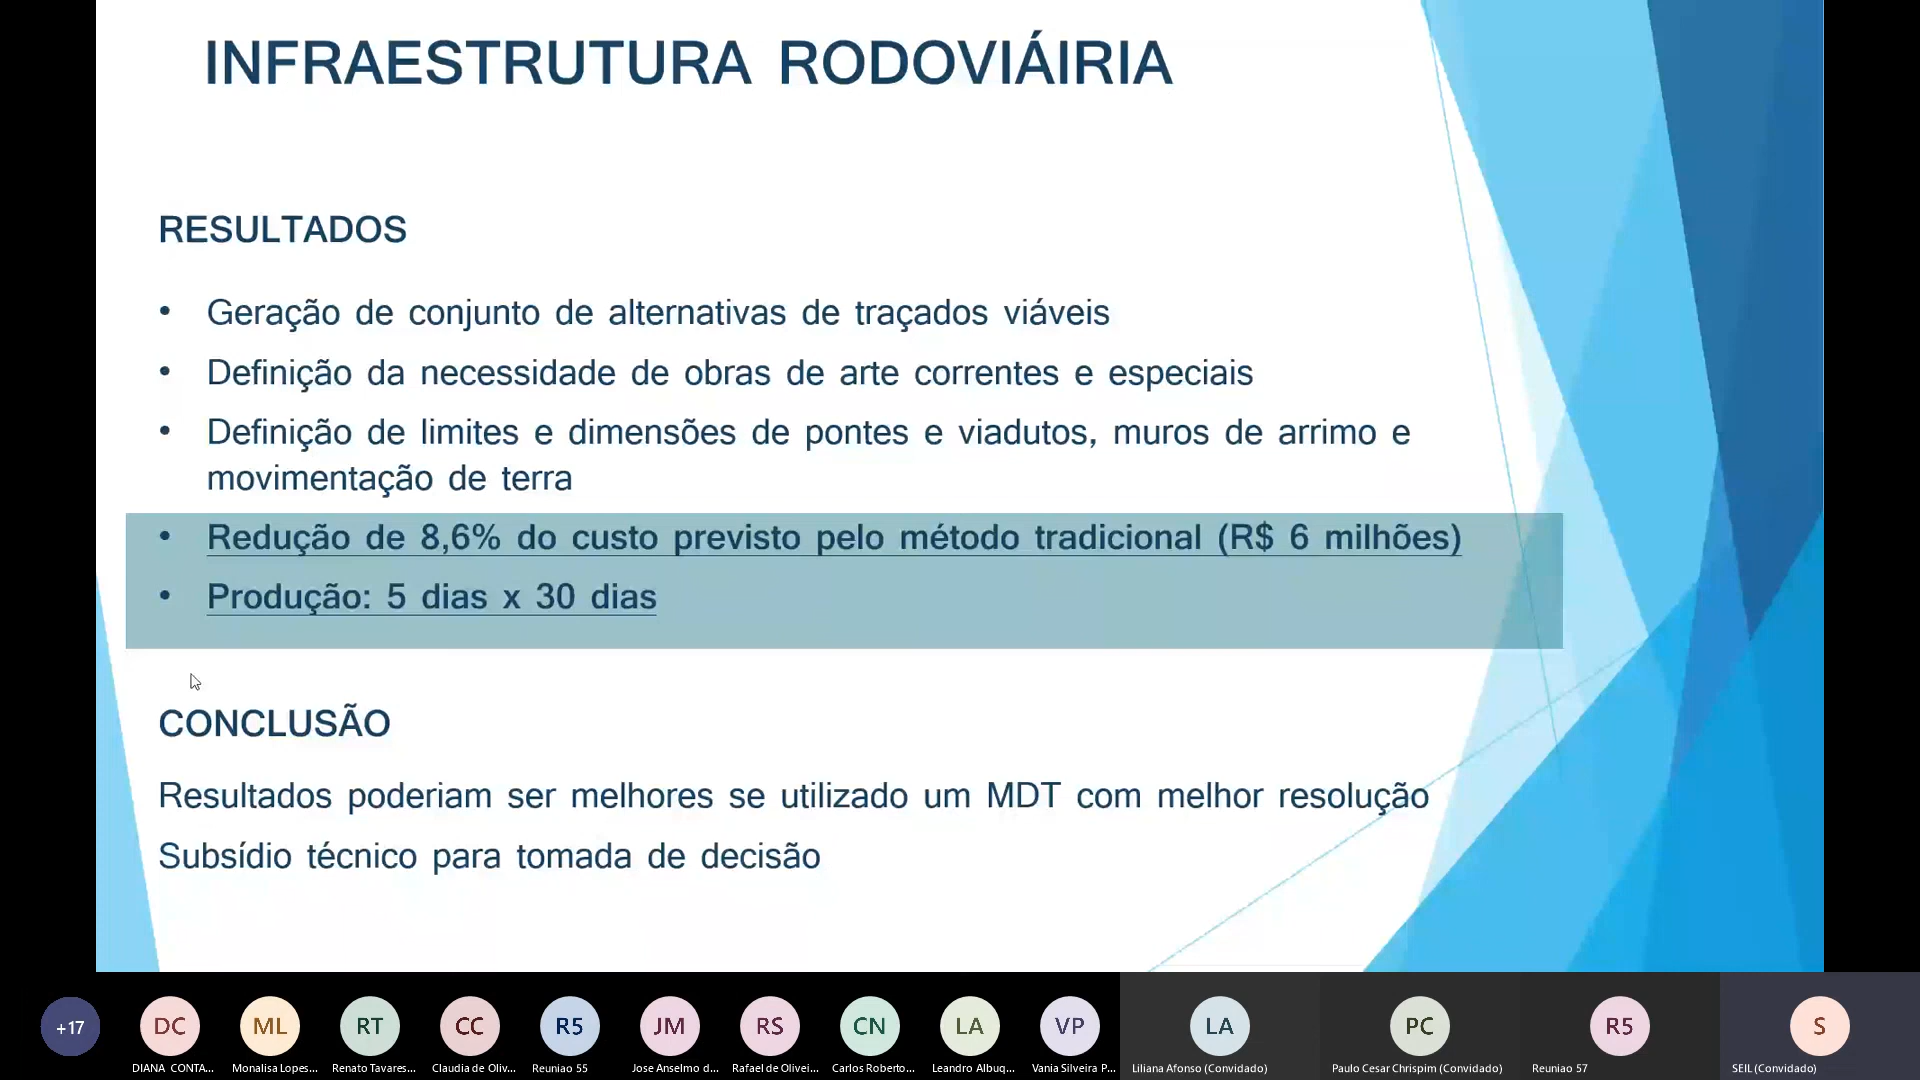 INFRAESTRUTURA RODOVIÁIRIA
RESULTADOS
• Geração de conjunto de alternativas de traçados viáveis
• Definição da necessidade de obras de arte correntes e especiais
• Definição de limites e dimensões de pontes e viadutos, muros de arrimo e
movimentação de terra
• Redução de 8,6% do custo previsto pelo método tradicional (R$ 6 milhões)
• Produção: 5 dias x 30 dias
CONCLUSÃO
Resultados poderiam ser melhores se utilizado um MDT com melhor resolução
Subsídio técnico para tomada de decisão
+17 DC ML RT CC R5 JM RS CN LA VP LA PC R5 S
DIANA CONTA... Monalisa Lopes... Renato Tavares... Claudia de Oliv... Reuniao 55 Jose Anselmo d... Rafael de Olivei... Carlos Roberto... Leandro Albuq... Vania Silveira P... Liliana Afonso (Convidado) Paulo Cesar Chrispim (Convidado) Reuniao 57 SEIL (Convidado)